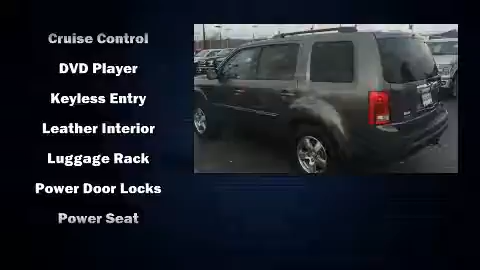 Cruise Control
DVD Player
Keyless Entry
Leather Interior
Luggage Rack
Power Door Locks
Power Seat